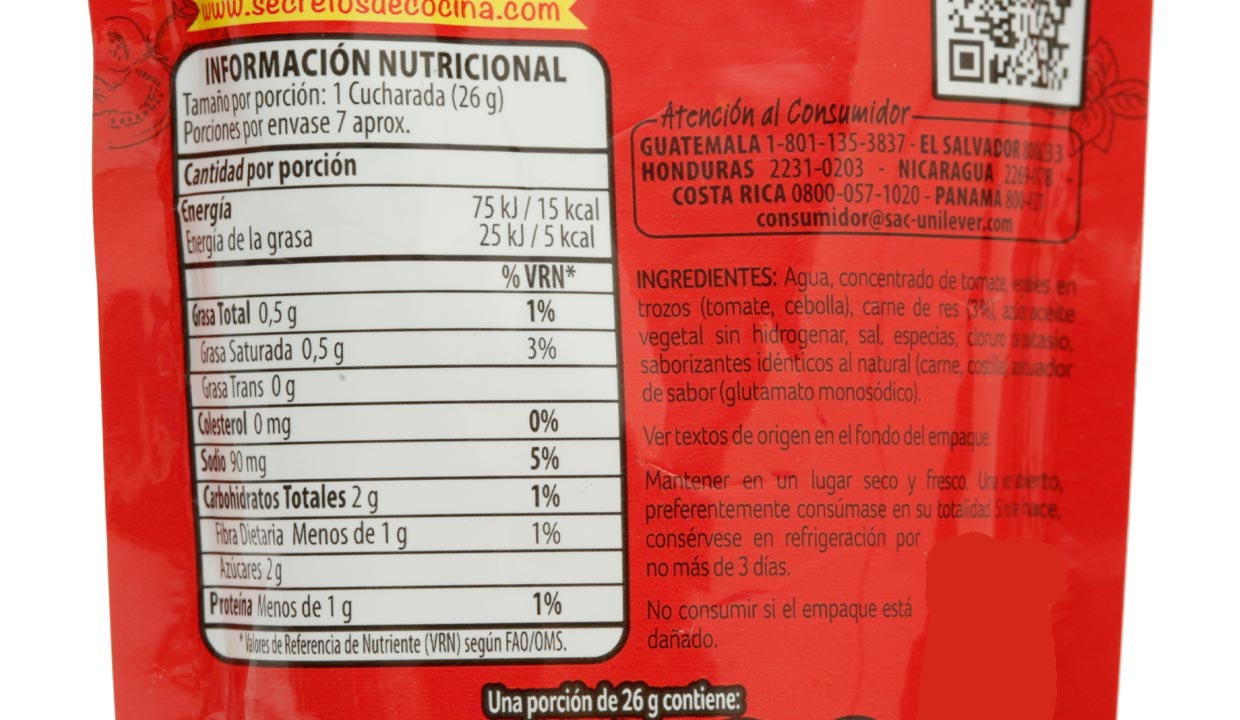 www.secretosdecocina.com
INFORMACIÓN NUTRICIONAL
Tamaño por porción: 1 Cucharada (26 g)
Porciones por envase 7 aprox.
Cantidad por porción
Energía 75 kJ / 15 kcal
Energía de la grasa 25 kJ / 5 kcal
% VRN*
Grasa Total 0,5 g 1%
Grasa Saturada 0,5 g 3%
Grasa Trans 0 g
Colesterol 0 mg 0%
Sodio 90 mg 5%
Carbohidratos Totales 2 g 1%
Fibra Dietaria Menos de 1 g 1%
Azúcares 2 g
Proteína Menos de 1 g 1%
* Valores de Referencia de Nutriente (VRN) según FAO/OMS.
Atención al Consumidor
GUATEMALA 1-801-135-3837 - EL SALVADOR
HONDURAS 2231-0203 - NICARAGUA
COSTA RICA 0800-057-1020 - PANAMÁ
consumidor@sac-unilever.com
INGREDIENTES: Agua, concentrado de tomate, en
trozos (tomate, cebolla), carne de res (3%), aceite
vegetal sin hidrogenar, sal, especias, cloruro
saborizantes idénticos al natural (carne, costilla),
de sabor (glutamato monosódico).
Ver textos de origen en el fondo del empaque.
Mantener en un lugar seco y fresco.
preferentemente consúmase en su totalidad. hace,
consérvese en refrigeración por
no más de 3 días.
No consumir si el empaque está
dañado.
Una porción de 26 g contiene: